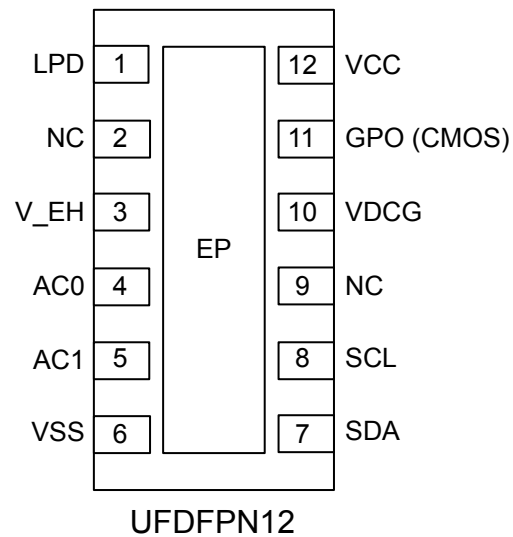 LPD 1 12 VCC
NC 2 11 GPO (CMOS)
V_EH 3 10 VDCG
EP
AC0 4 9 NC
AC1 5 8 SCL
VSS 6 7 SDA
UFDFPN12